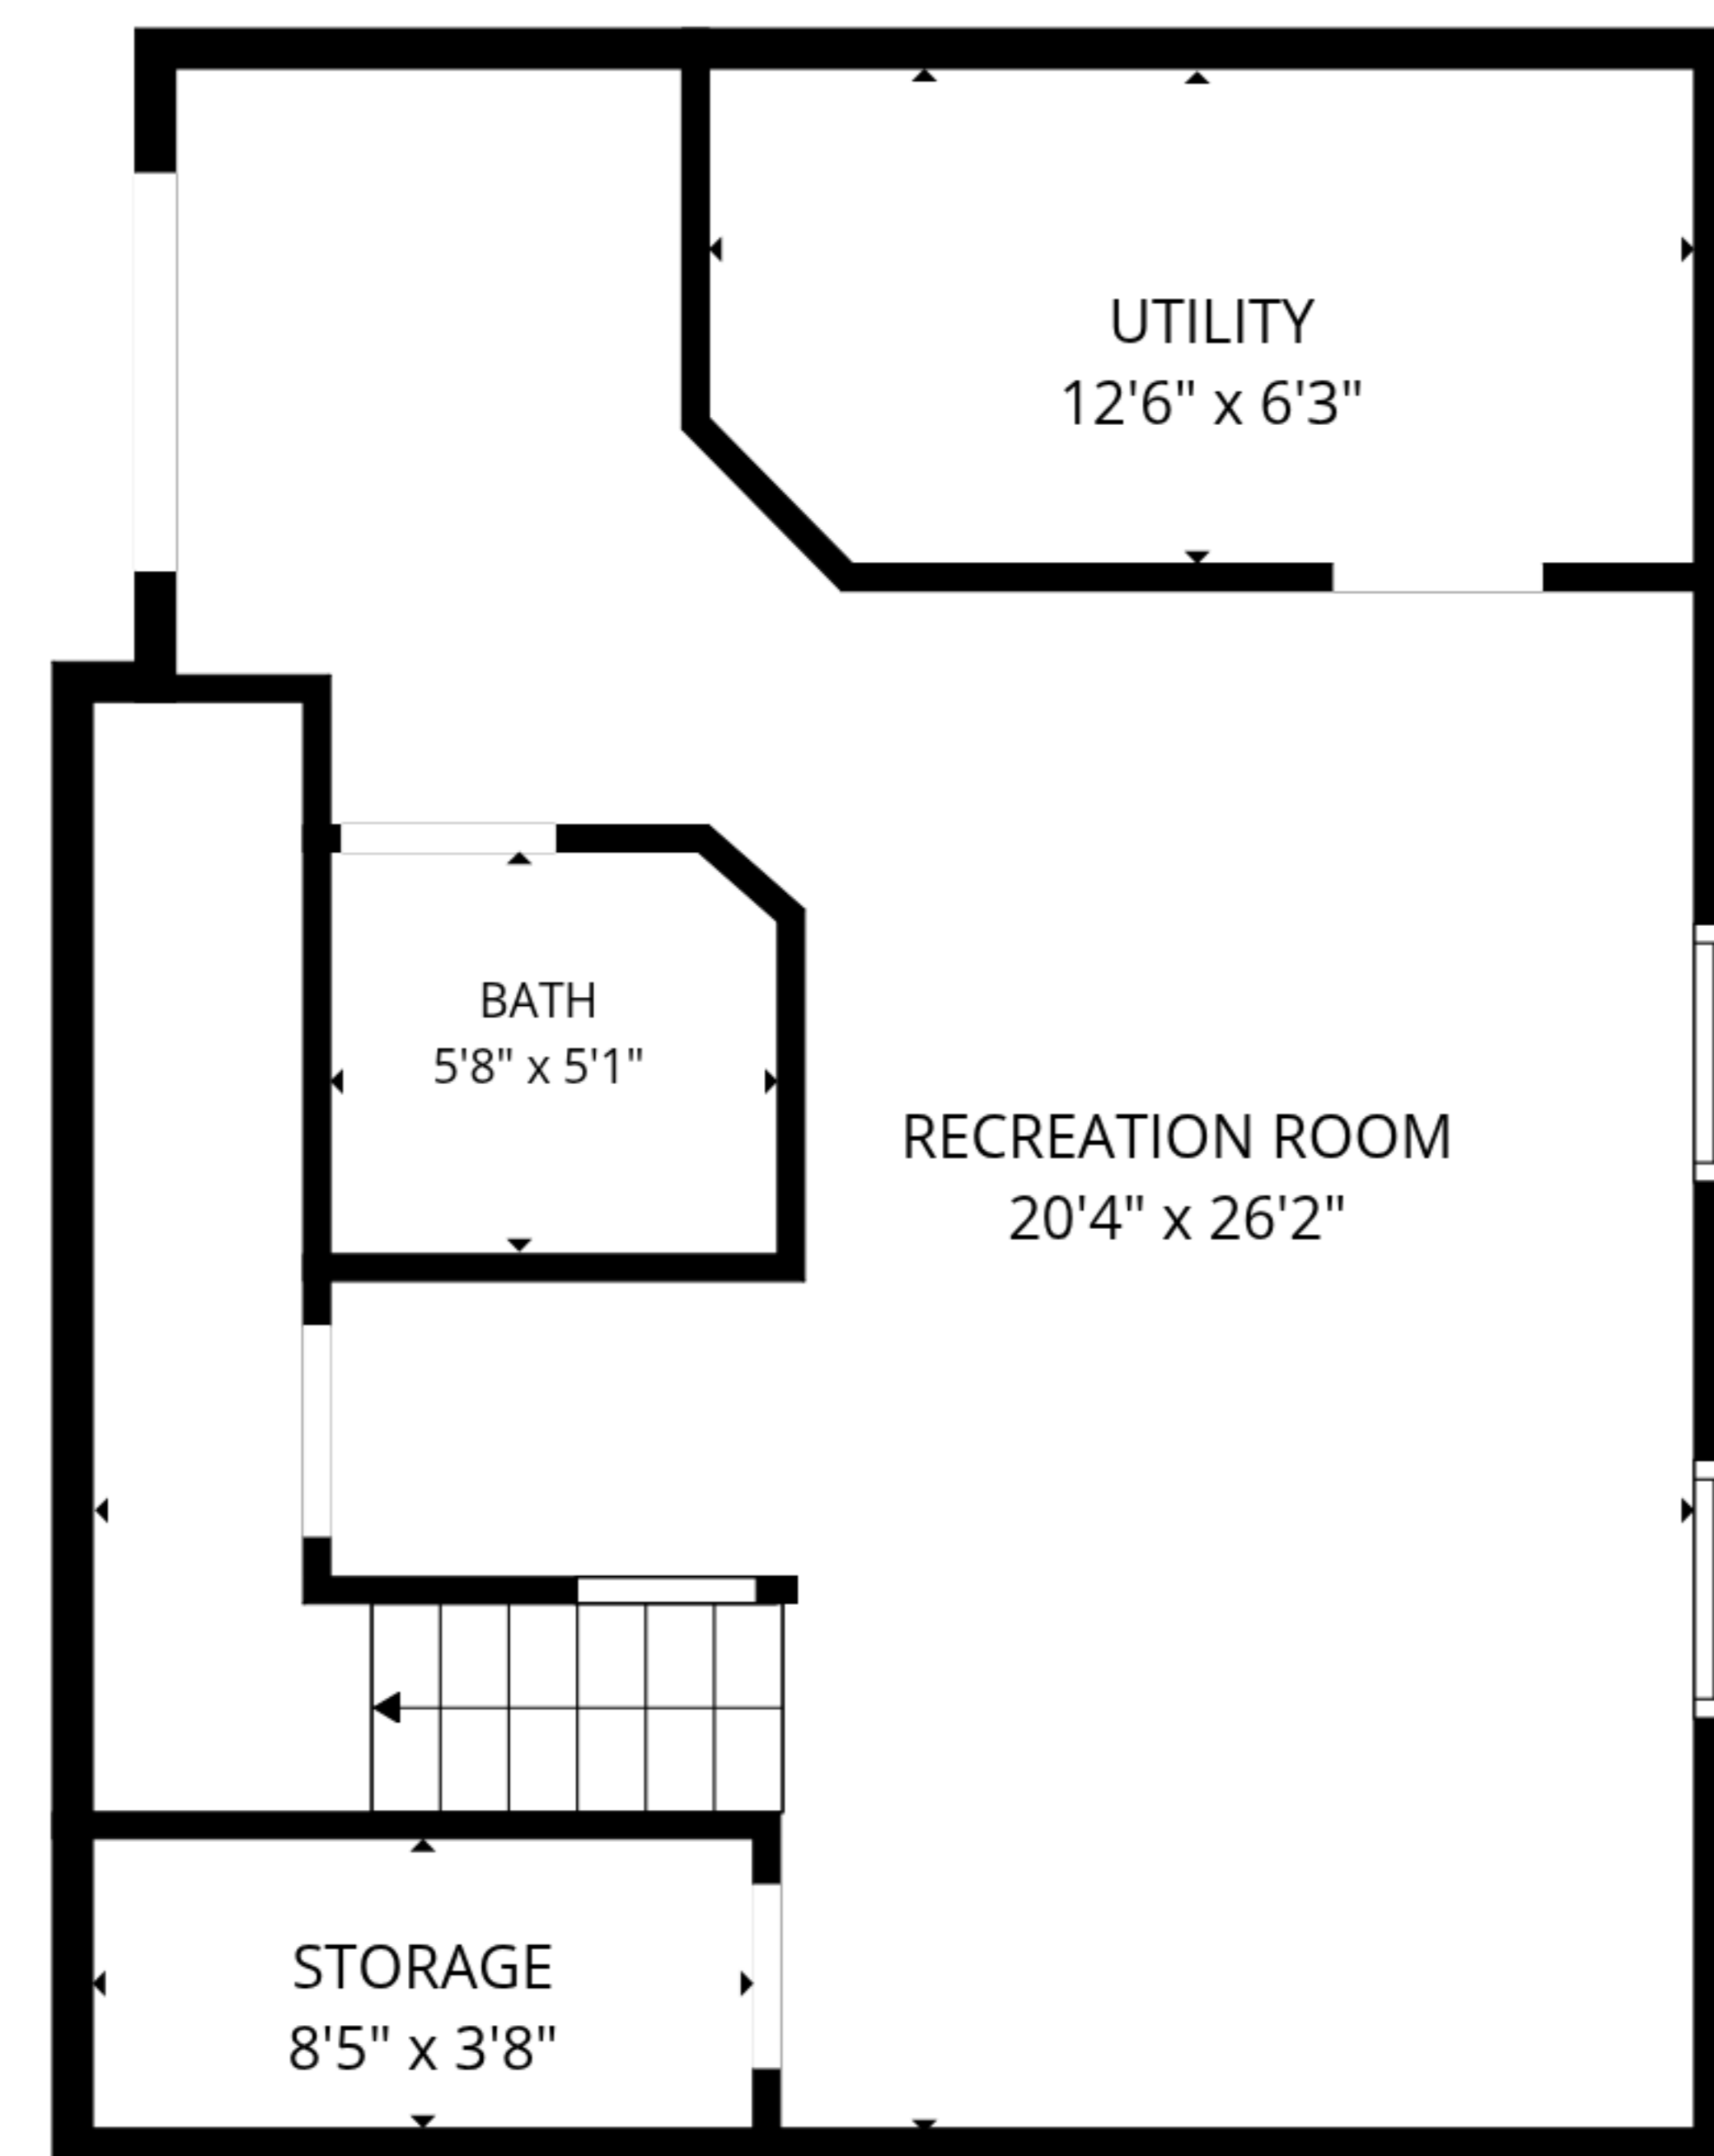 UTILITY
12'6" x 6'3"
BATH
5'8" x 5'1"
RECREATION ROOM
20'4" x 26'2"
STORAGE
8'5" x 3'8"